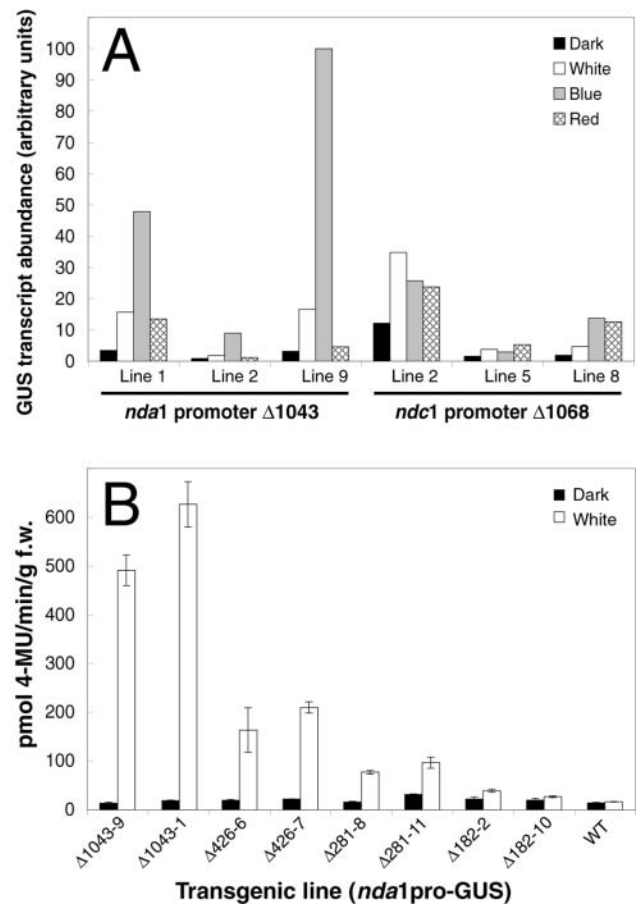 A
GUS transcript abundance (arbitrary units)
100
90
80
70
60
50
40
30
20
10
0
Dark
White
Blue
Red
Line 1 Line 2 Line 9 Line 2 Line 5 Line 8
nda1 promoter Δ1043 ndc1 promoter Δ1068
B
pmol 4-MU/min/g f.w.
600
500
400
300
200
100
0
Dark
White
Δ1043-9 Δ1043-1 Δ426-6 Δ426-7 Δ281-8 Δ281-11 Δ182-2 Δ182-10 WT
Transgenic line (nda1pro-GUS)